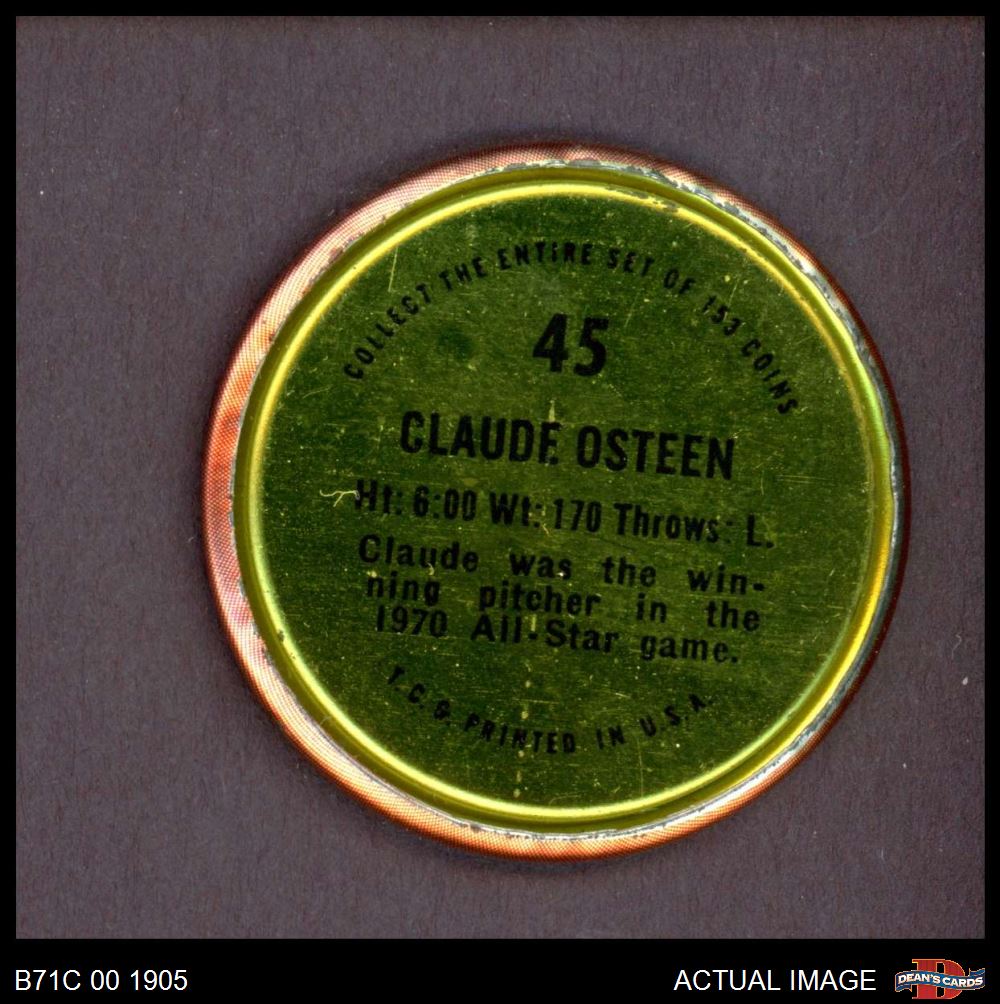 COLLECT THE ENTIRE SET OF 153 COINS
45
CLAUDE OSTEEN
Ht: 6:00 Wt: 170 Throws: L.
Claude was the win-
ning pitcher in the
1970 All-Star game.
T.C.G. PRINTED IN U.S.A.
B71C 00 1905
ACTUAL IMAGE
DEAN'S CARDS